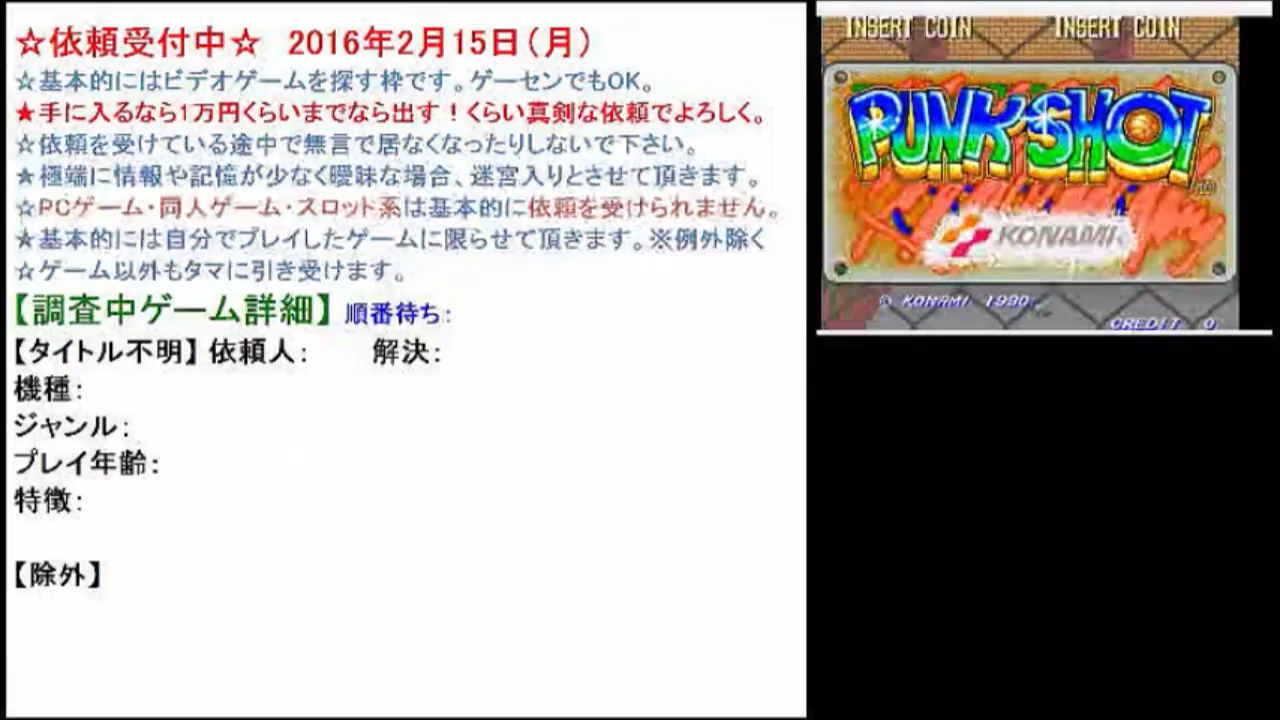 ☆依頼受付中☆ 2016年2月15日(月)
☆基本的にはビデオゲームを探す枠です。ゲーセンでもOK。
★手に入るなら1万円くらいまでなら出す！くらい真剣な依頼でよろしく。
☆依頼を受けている途中で無言で居なくなったりしないで下さい。
★極端に情報や記憶が少なく曖昧な場合、迷宮入りとさせて頂きます。
☆PCゲーム・同人ゲーム・スロット系は基本的に依頼を受けられません。
★基本的には自分でプレイしたゲームに限らせて頂きます。※例外除く
☆ゲーム以外もタマに引き受けます。
【調査中ゲーム詳細】 順番待ち：
【タイトル不明】 依頼人： 解決：
機種：
ジャンル：
プレイ年齢：
特徴：
【除外】
INSERT COIN INSERT COIN
PUNK SHOT
KONAMI
© KONAMI 1990
CREDIT 0